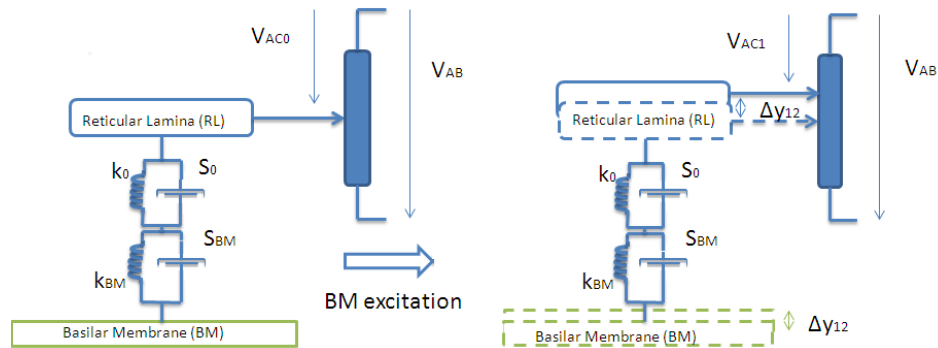 VAC0
VAB
Reticular Lamina (RL)
k0
S0
SBM
kBM
Basilar Membrane (BM)
BM excitation
VAC1
VAB
Δy12
Reticular Lamina (RL)
k0
S0
SBM
kBM
Basilar Membrane (BM)
Δy12